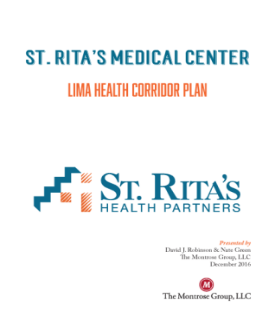 ST. RITA'S MEDICAL CENTER
LIMA HEALTH CORRIDOR PLAN
ST. RITA'S
HEALTH PARTNERS
Presented by
David J. Robinson & Nate Green
The Montrose Group, LLC
December 2016
M
The Montrose Group, LLC